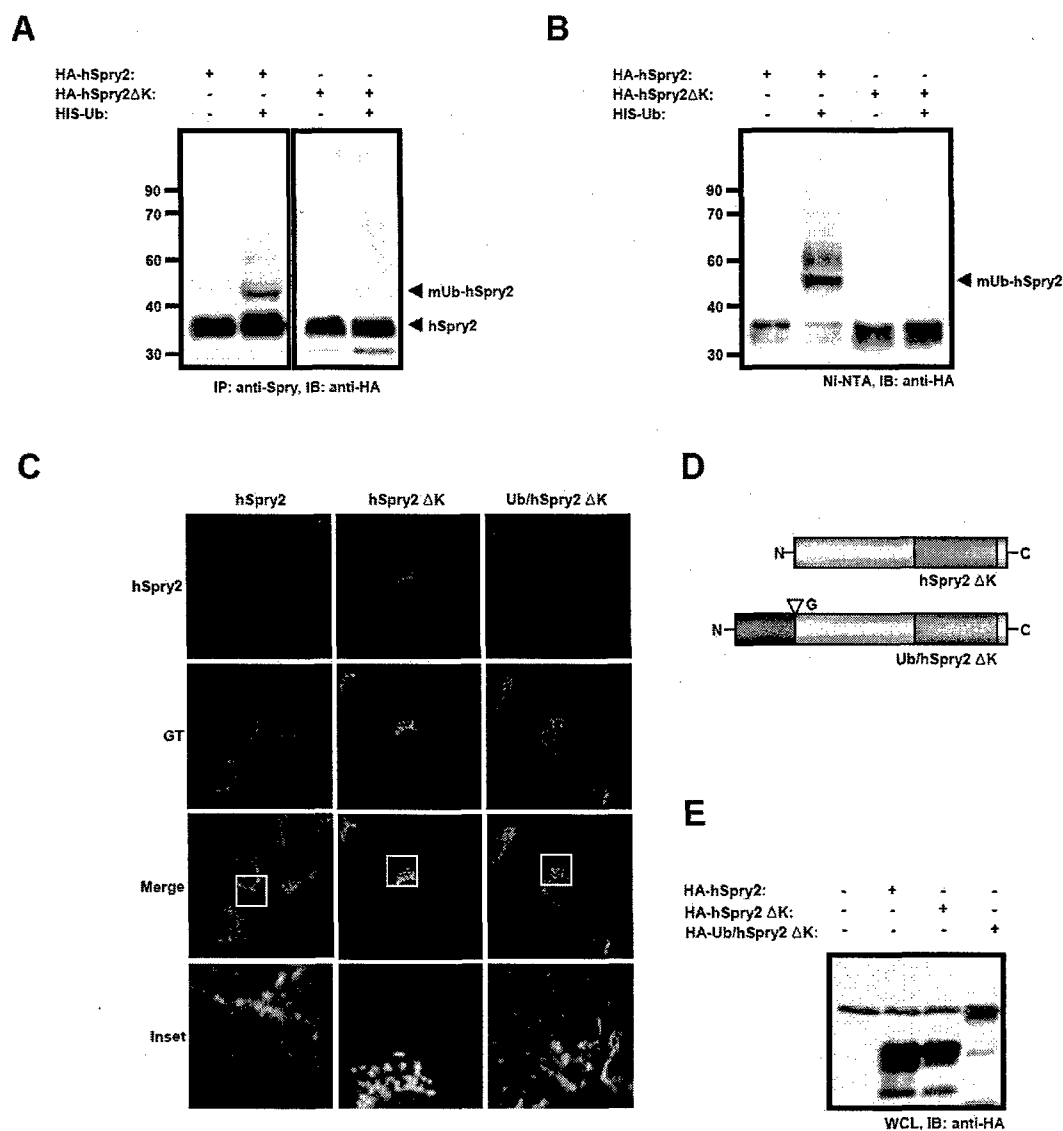 A
HA-hSpry2: + + - -
HA-hSpry2ΔK: - - + +
HIS-Ub: - + - +
90
70
60
40
30
mUb-hSpry2
hSpry2
IP: anti-Spry, IB: anti-HA
B
HA-hSpry2: + + - -
HA-hSpry2ΔK: - - + +
HIS-Ub: - + - +
90
70
60
40
30
mUb-hSpry2
Ni-NTA, IB: anti-HA
C
hSpry2 hSpry2 ΔK Ub/hSpry2 ΔK
hSpry2
GT
Merge
Inset
D
N C
hSpry2 ΔK
G
N C
Ub/hSpry2 ΔK
E
HA-hSpry2: - + - -
HA-hSpry2 ΔK: - - + -
HA-Ub/hSpry2 ΔK: - - - +
WCL, IB: anti-HA